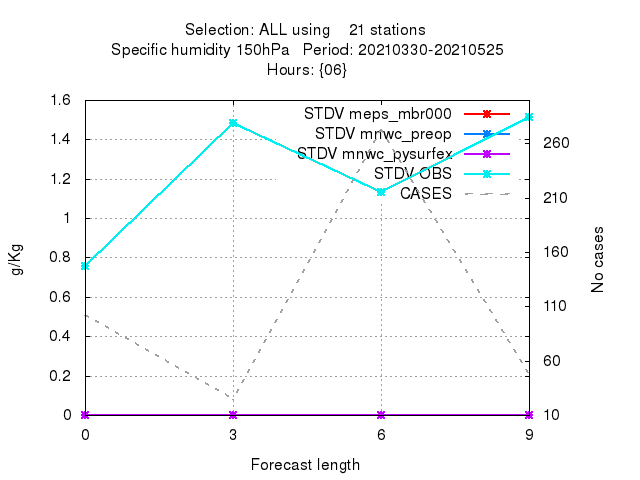 Selection: ALL using 21 stations
Specific humidity 150hPa Period: 20210330-20210525
Hours: {06}
1.6
1.4
1.2
1
0.8
0.6
0.4
0.2
0
g/Kg
STDV meps_mbr000
STDV mnwc_preop
STDV mnwc_pysurfex
STDV OBS
CASES
260
210
160
110
60
10
No cases
0 3 6 9
Forecast length